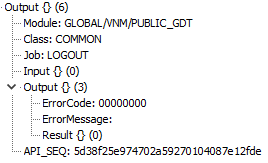 Output {} (6)
Module: GLOBAL/VNM/PUBLIC_GDT
Class: COMMON
Job: LOGOUT
Input {} (0)
Output {} (3)
ErrorCode: 00000000
ErrorMessage:
Result {} (0)
API_SEQ: 5d38f25e974702a59270104087e12fde